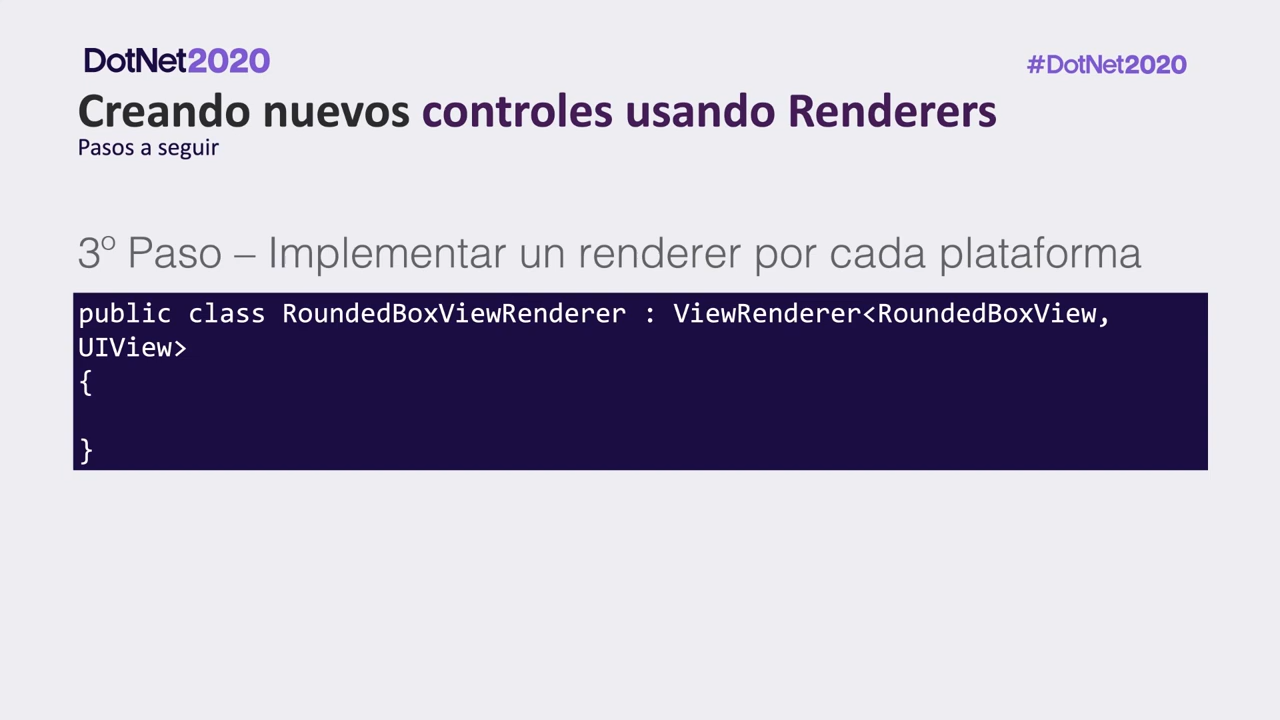 DotNet2020
#DotNet2020
Creando nuevos controles usando Renderers
Pasos a seguir
3º Paso – Implementar un renderer por cada plataforma
public class RoundedBoxViewRenderer : ViewRenderer<RoundedBoxView,
UIView>
{
}